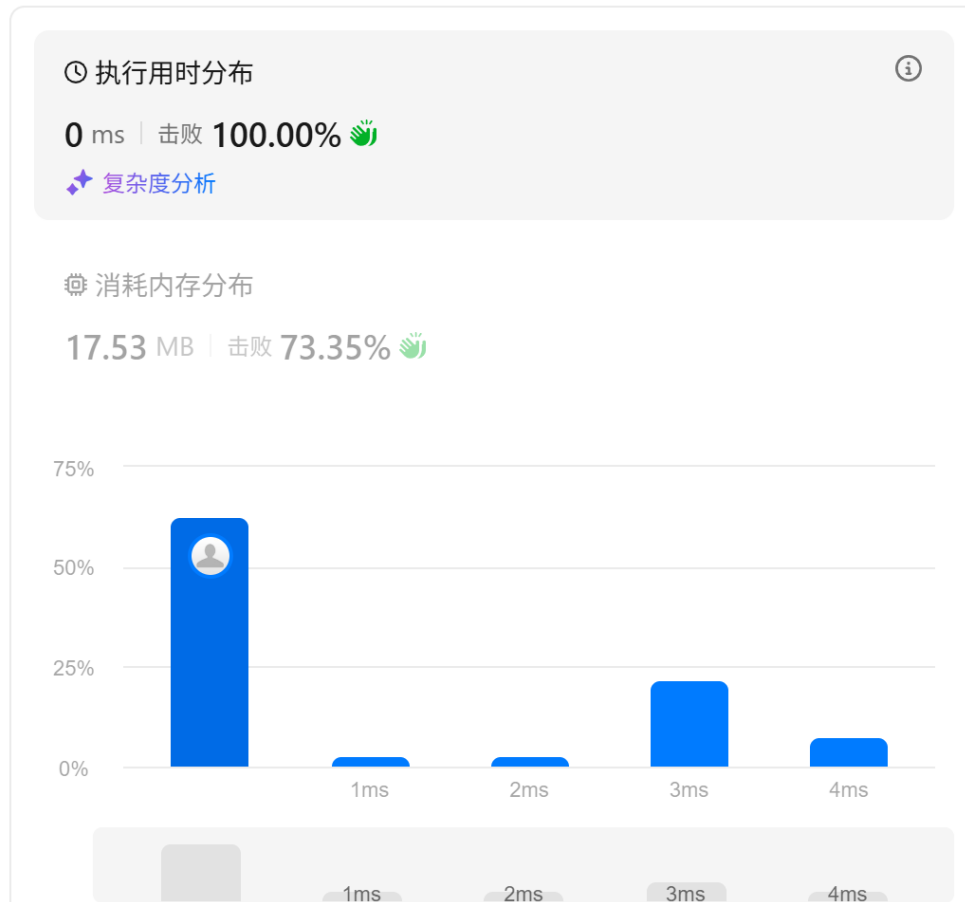 执行用时分布
0 ms 击败 100.00%
复杂度分析
消耗内存分布
17.53 MB 击败 73.35%
75%
50%
25%
0%
1ms 2ms 3ms 4ms
1ms 2ms 3ms 4ms